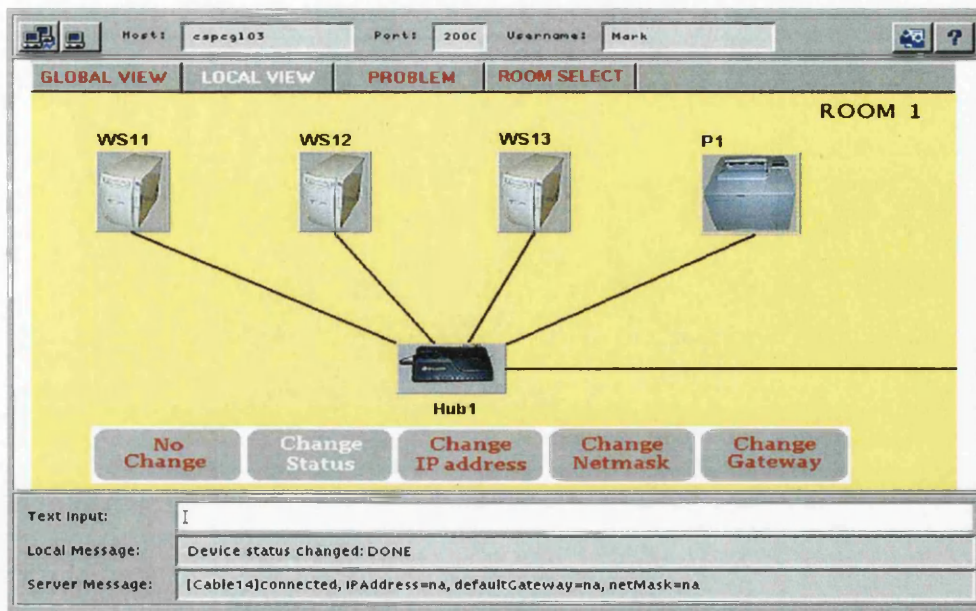 Host: cspcgl03 Port: 200C Username: Mark ?
GLOBAL VIEW LOCAL VIEW PROBLEM ROOM SELECT
ROOM 1
WS11 WS12 WS13 P1
Hub1
No Change
Change Status
Change IP address
Change Netmask
Change Gateway
Text Input:
Local Message: Device status changed: DONE
Server Message: [Cable14]connected, IPAddress=na, defaultGateway=na, netMask=na